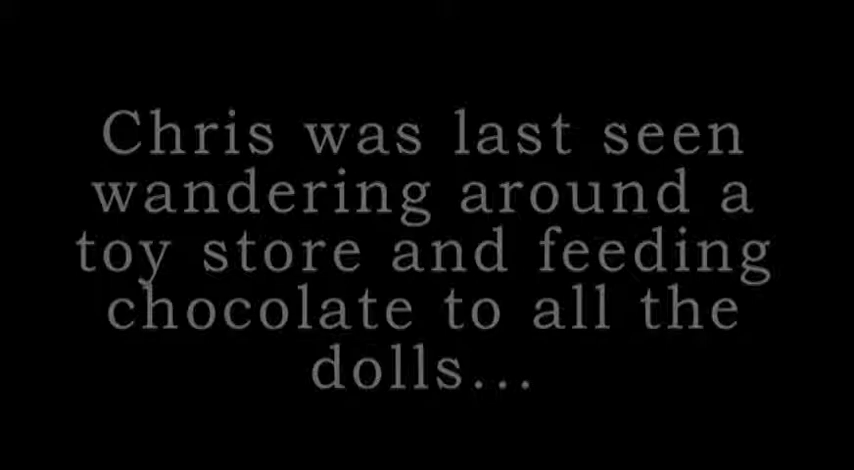 Chris was last seen
wandering around a
toy store and feeding
chocolate to all the
dolls...